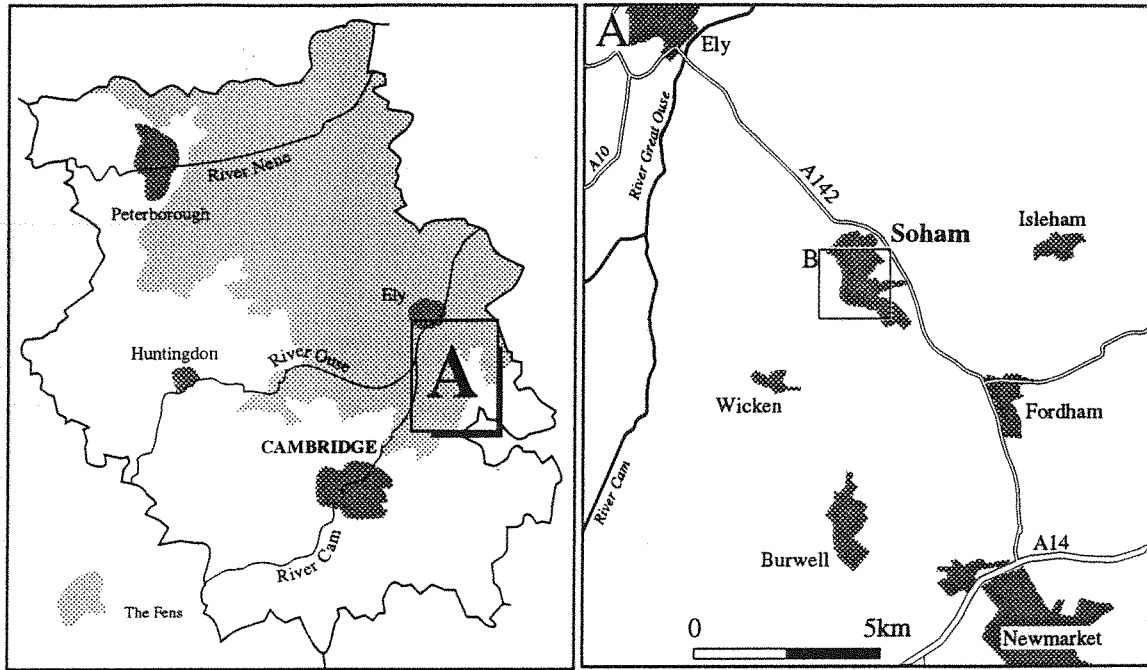 River Nene
Peterborough
Ely
Huntingdon
River Ouse
A
CAMBRIDGE
River Cam
The Fens
A
Ely
A10
River Great Ouse
A142
Soham
Isleham
B
Wicken
Fordham
River Cam
Burwell
A14
0 5km
Newmarket